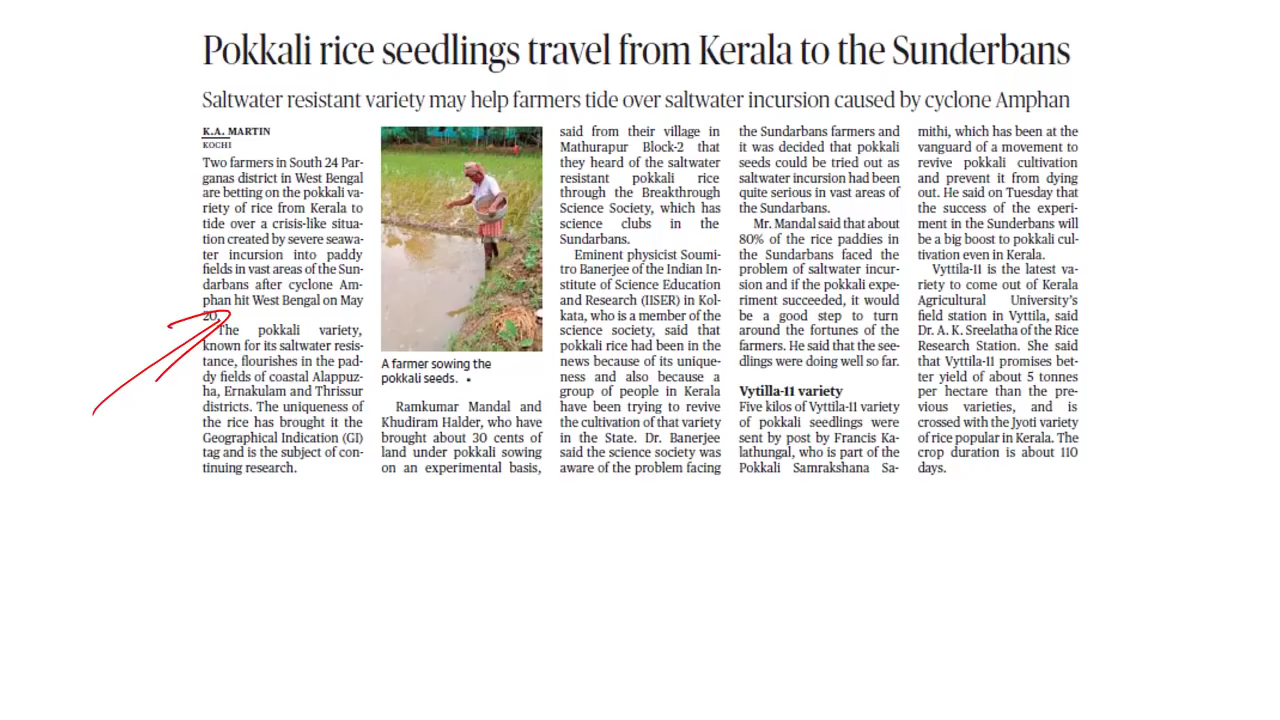 Pokkali rice seedlings travel from Kerala to the Sunderbans
Saltwater resistant variety may help farmers tide over saltwater incursion caused by cyclone Amphan
K.A. MARTIN
KOCHI
Two farmers in South 24 Par-
ganas district in West Bengal
are betting on the pokkali va-
riety of rice from Kerala to
tide over a crisis-like situa-
tion created by severe seawa-
ter incursion into paddy
fields in vast areas of the Sun-
darbans after cyclone Am-
phan hit West Bengal on May
20.
The pokkali variety,
known for its saltwater resis-
tance, flourishes in the pad-
dy fields of coastal Alappuz-
ha, Ernakulam and Thrissur
districts. The uniqueness of
the rice has brought it the
Geographical Indication (GI)
tag and is the subject of con-
tinuing research.
A farmer sowing the
pokkali seeds. •
Ramkumar Mandal and
Khudiram Halder, who have
brought about 30 cents of
land under pokkali sowing
on an experimental basis,
said from their village in
Mathurapur Block-2 that
they heard of the saltwater
resistant pokkali rice
through the Breakthrough
Science Society, which has
science clubs in the
Sundarbans.
Eminent physicist Soumi-
tro Banerjee of the Indian In-
stitute of Science Education
and Research (IISER) in Kol-
kata, who is a member of the
science society, said that
pokkali rice had been in the
news because of its unique-
ness and also because a
group of people in Kerala
have been trying to revive
the cultivation of that variety
in the State. Dr. Banerjee
said the science society was
aware of the problem facing
the Sundarbans farmers and
it was decided that pokkali
seeds could be tried out as
saltwater incursion had been
quite serious in vast areas of
the Sundarbans.
Mr. Mandal said that about
80% of the rice paddies in
the Sundarbans faced the
problem of saltwater incur-
sion and if the pokkali expe-
riment succeeded, it would
be a good step to turn
around the fortunes of the
farmers. He said that the see-
dlings were doing well so far.
Vytilla-11 variety
Five kilos of Vyttila-11 variety
of pokkali seedlings were
sent by post by Francis Ka-
lathungal, who is part of the
Pokkali Samrakshana Sa-
mithi, which has been at the
vanguard of a movement to
revive pokkali cultivation
and prevent it from dying
out. He said on Tuesday that
the success of the experi-
ment in the Sundarbans will
be a big boost to pokkali cul-
tivation even in Kerala.
Vyttila-11 is the latest va-
riety to come out of Kerala
Agricultural University's
field station in Vyttila, said
Dr. A. K. Sreelatha of the Rice
Research Station. She said
that Vyttila-11 promises bet-
ter yield of about 5 tonnes
per hectare than the pre-
vious varieties, and is
crossed with the Jyoti variety
of rice popular in Kerala. The
crop duration is about 110
days.